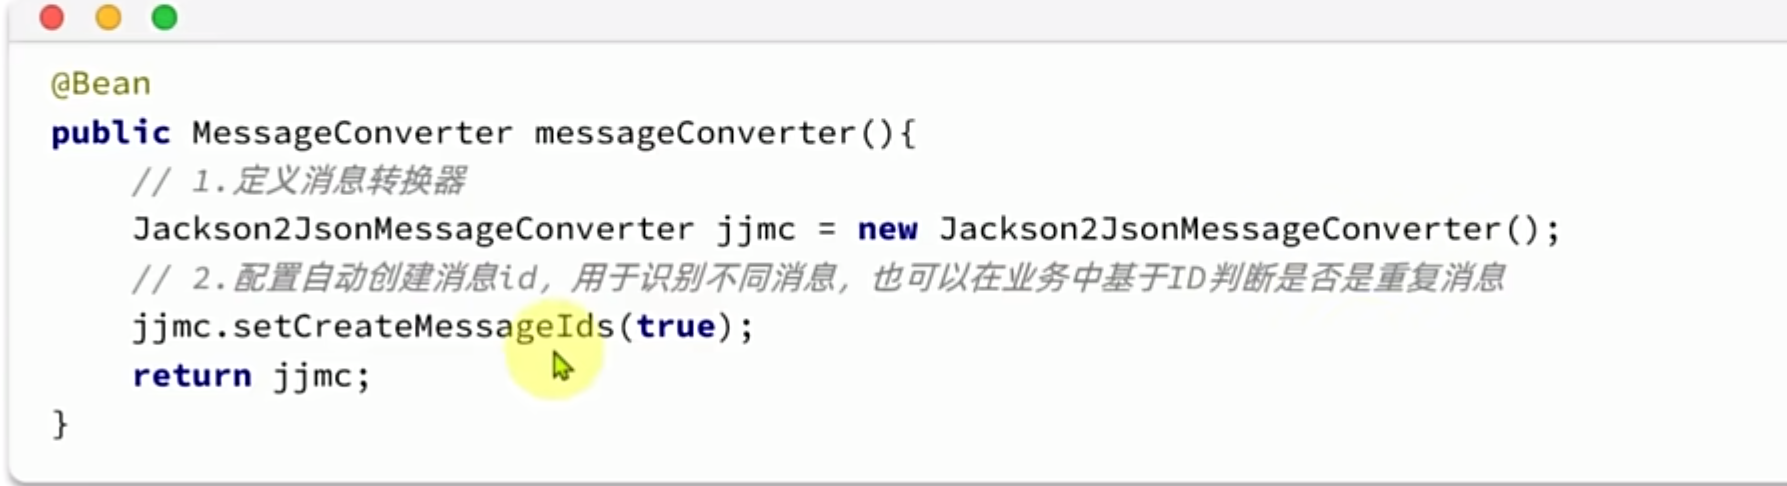 @Bean
public MessageConverter messageConverter(){
    // 1.定义消息转换器
    Jackson2JsonMessageConverter jjmc = new Jackson2JsonMessageConverter();
    // 2.配置自动创建消息id，用于识别不同消息，也可以在业务中基于ID判断是否是重复消息
    jjmc.setCreateMessageIds(true);
    return jjmc;
}